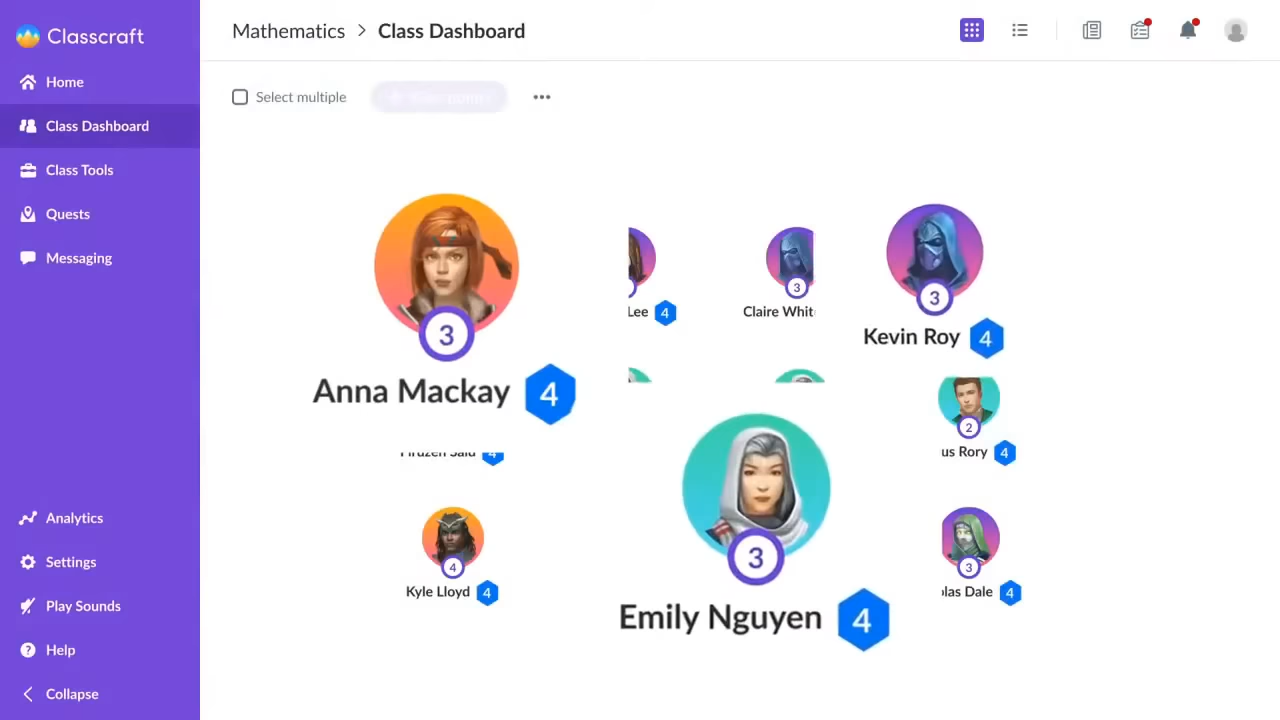 Classcraft
Mathematics > Class Dashboard
Home
Class Dashboard
Class Tools
Quests
Messaging
Analytics
Settings
Play Sounds
Help
Collapse
Select multiple
3
Anna Mackay 4
Lee 4
3
Claire Whit
3
Kevin Roy 4
2
us Rory 4
4
Kyle Lloyd 4
3
Emily Nguyen 4
3
las Dale 4